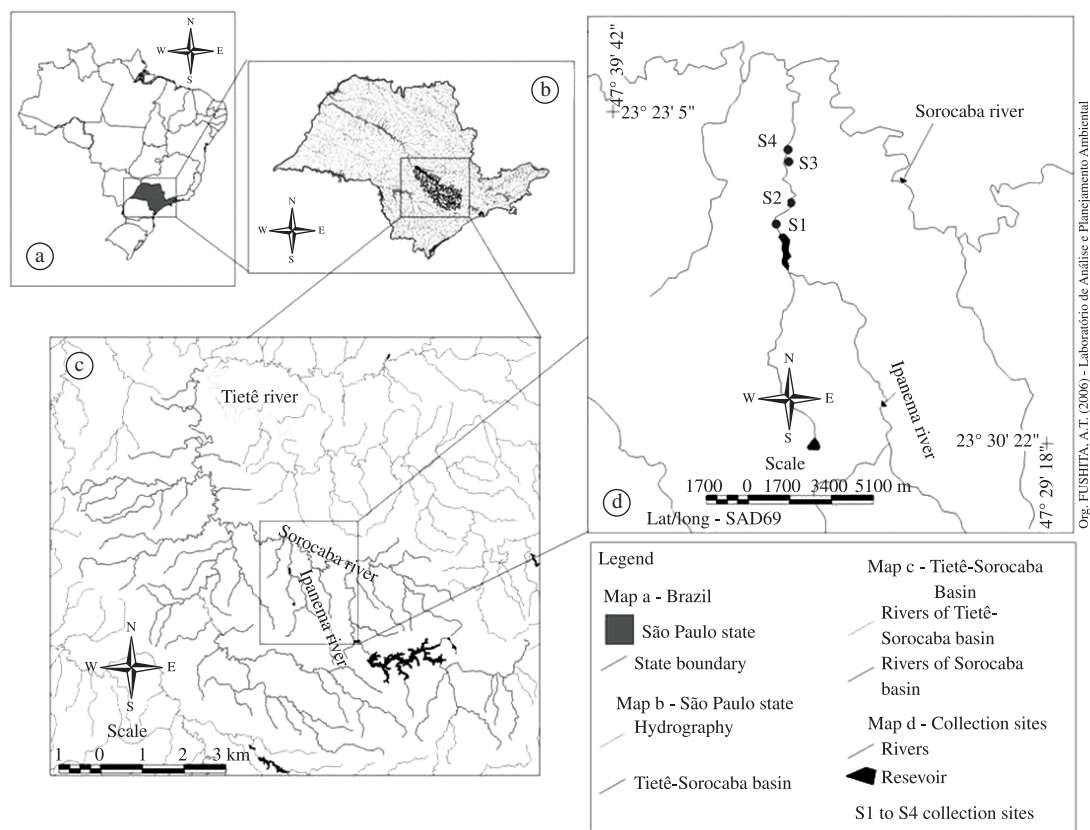 N
W E
S
a
b
N
W E
S
47° 39' 42"
23° 23' 5"
Sorocaba river
S4
S3
S2
S1
N
W E
S
Ipanema river
23° 30' 22"
47° 29' 18"
Scale
1700 0 1700 3400 5100 m
d
Lat/long - SAD69
Org. FUSHITA, A.T. (2006) - Laboratório de Análise e Planejamento Ambiental
c
Tietê river
Sorocaba river
Ipanema river
N
W E
S
Scale
1 0 1 2 3 km
Legend
Map a - Brazil
São Paulo state
State boundary
Map b - São Paulo state
Hydrography
Tietê-Sorocaba basin
Map c - Tietê-Sorocaba
Basin
Rivers of Tietê-
Sorocaba basin
Rivers of Sorocaba
basin
Map d - Collection sites
Rivers
Resevoir
S1 to S4 collection sites